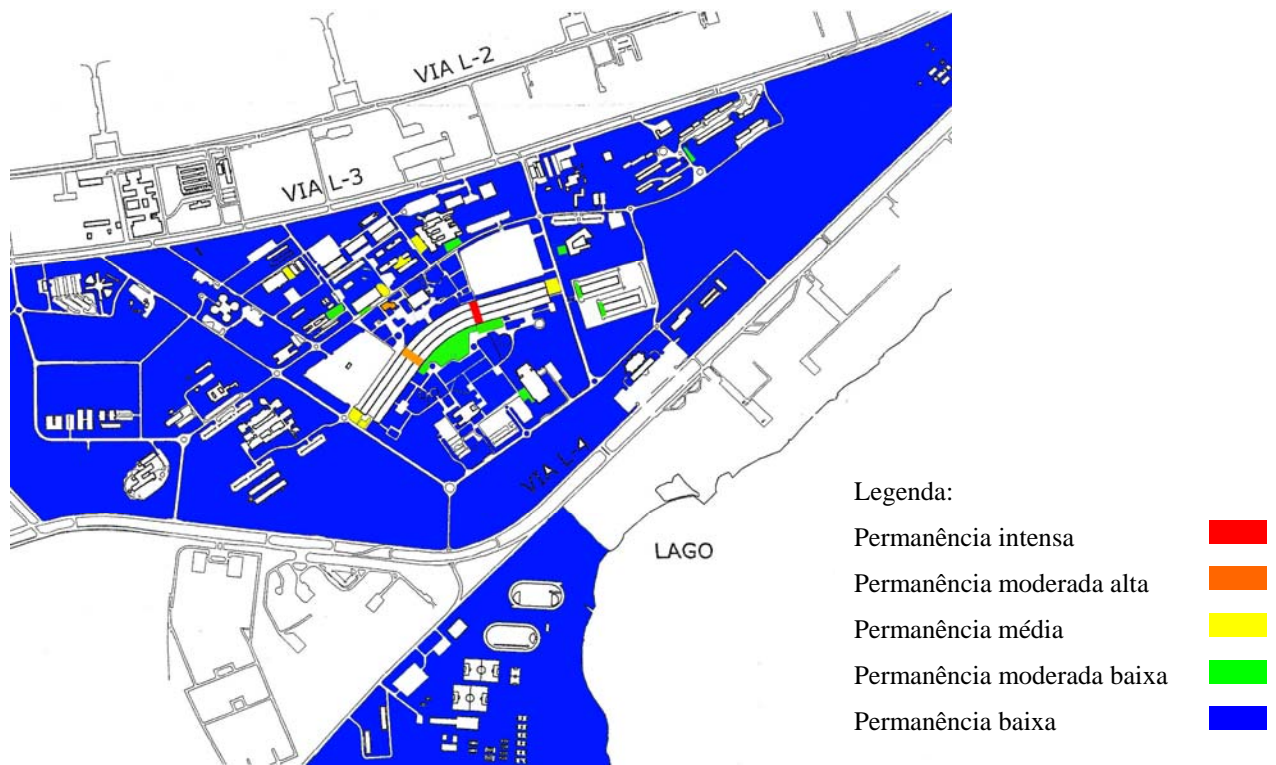 VIA L-2
VIA L-3
VIA L-4
LAGO
Legenda:
Permanência intensa
Permanência moderada alta
Permanência média
Permanência moderada baixa
Permanência baixa